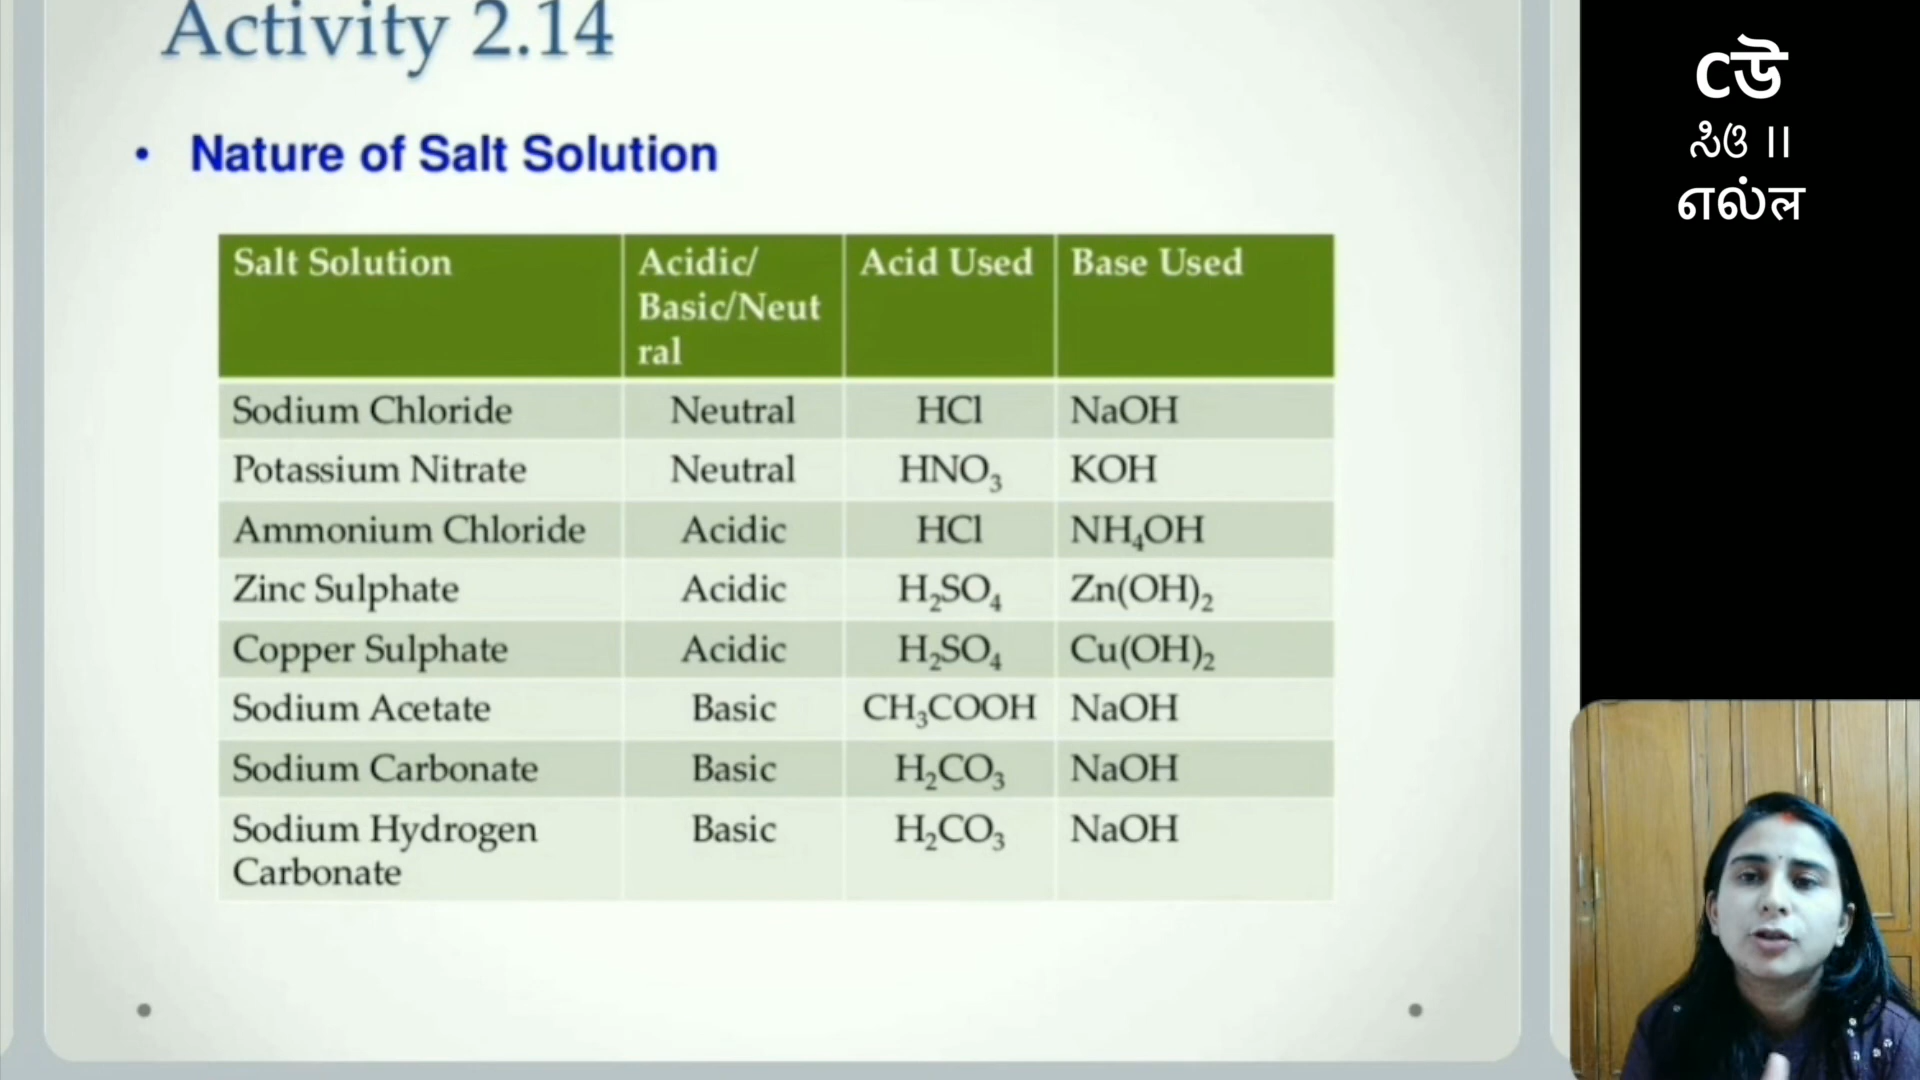 Activity 2.14
• Nature of Salt Solution
Salt Solution
Acidic/
Basic/Neut
ral
Acid Used
Base Used
Sodium Chloride Neutral HCl NaOH
Potassium Nitrate Neutral HNO₃ KOH
Ammonium Chloride Acidic HCl NH₄OH
Zinc Sulphate Acidic H₂SO₄ Zn(OH)₂
Copper Sulphate Acidic H₂SO₄ Cu(OH)₂
Sodium Acetate Basic CH₃COOH NaOH
Sodium Carbonate Basic H₂CO₃ NaOH
Sodium Hydrogen Basic H₂CO₃ NaOH
Carbonate